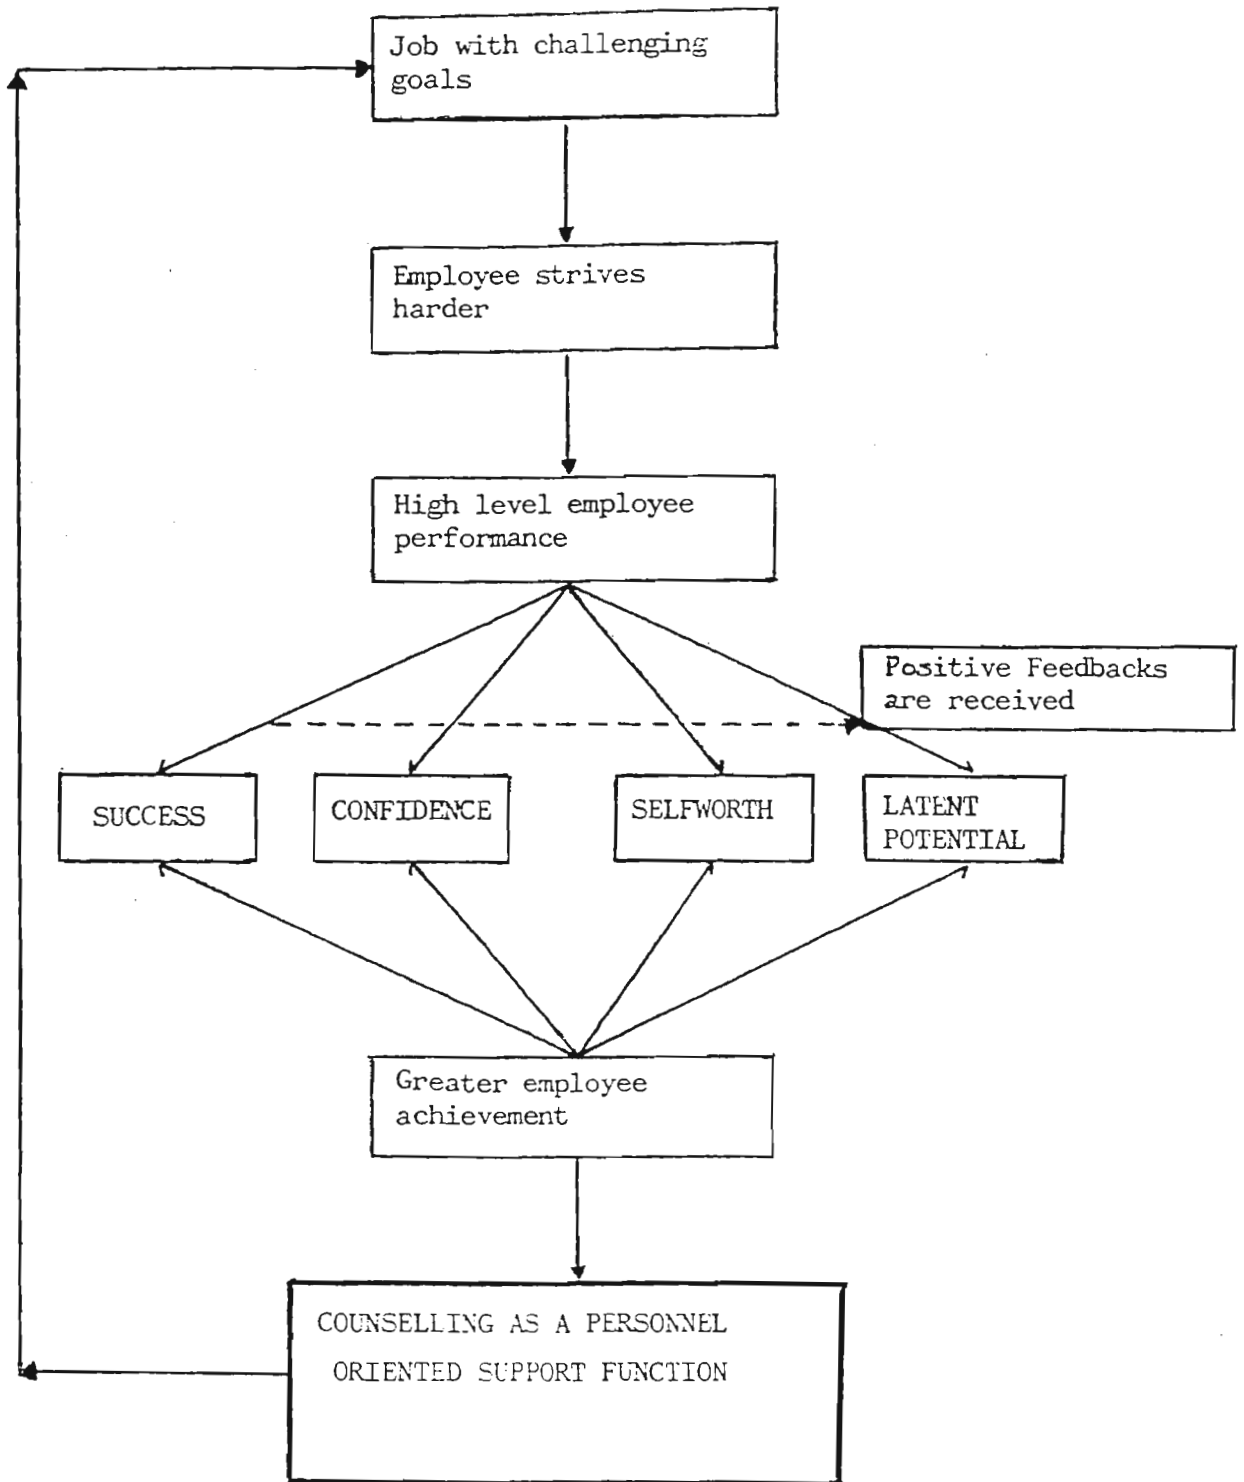 Job with challenging
goals
Employee strives
harder
High level employee
performance
Positive Feedbacks
are received
SUCCESS
CONFIDENCE
SELFWORTH
LATENT
POTENTIAL
Greater employee
achievement
COUNSELLING AS A PERSONNEL
ORIENTED SUPPORT FUNCTION